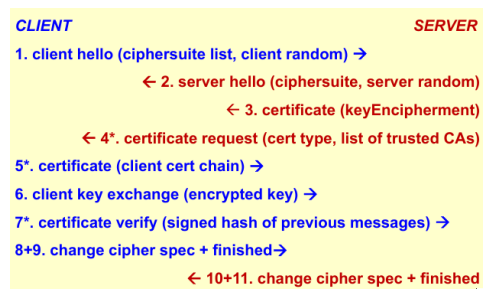 CLIENT SERVER
1. client hello (ciphersuite list, client random) →
← 2. server hello (ciphersuite, server random)
← 3. certificate (keyEncipherment)
← 4*. certificate request (cert type, list of trusted CAs)
5*. certificate (client cert chain) →
6. client key exchange (encrypted key) →
7*. certificate verify (signed hash of previous messages) →
8+9. change cipher spec + finished→
← 10+11. change cipher spec + finished